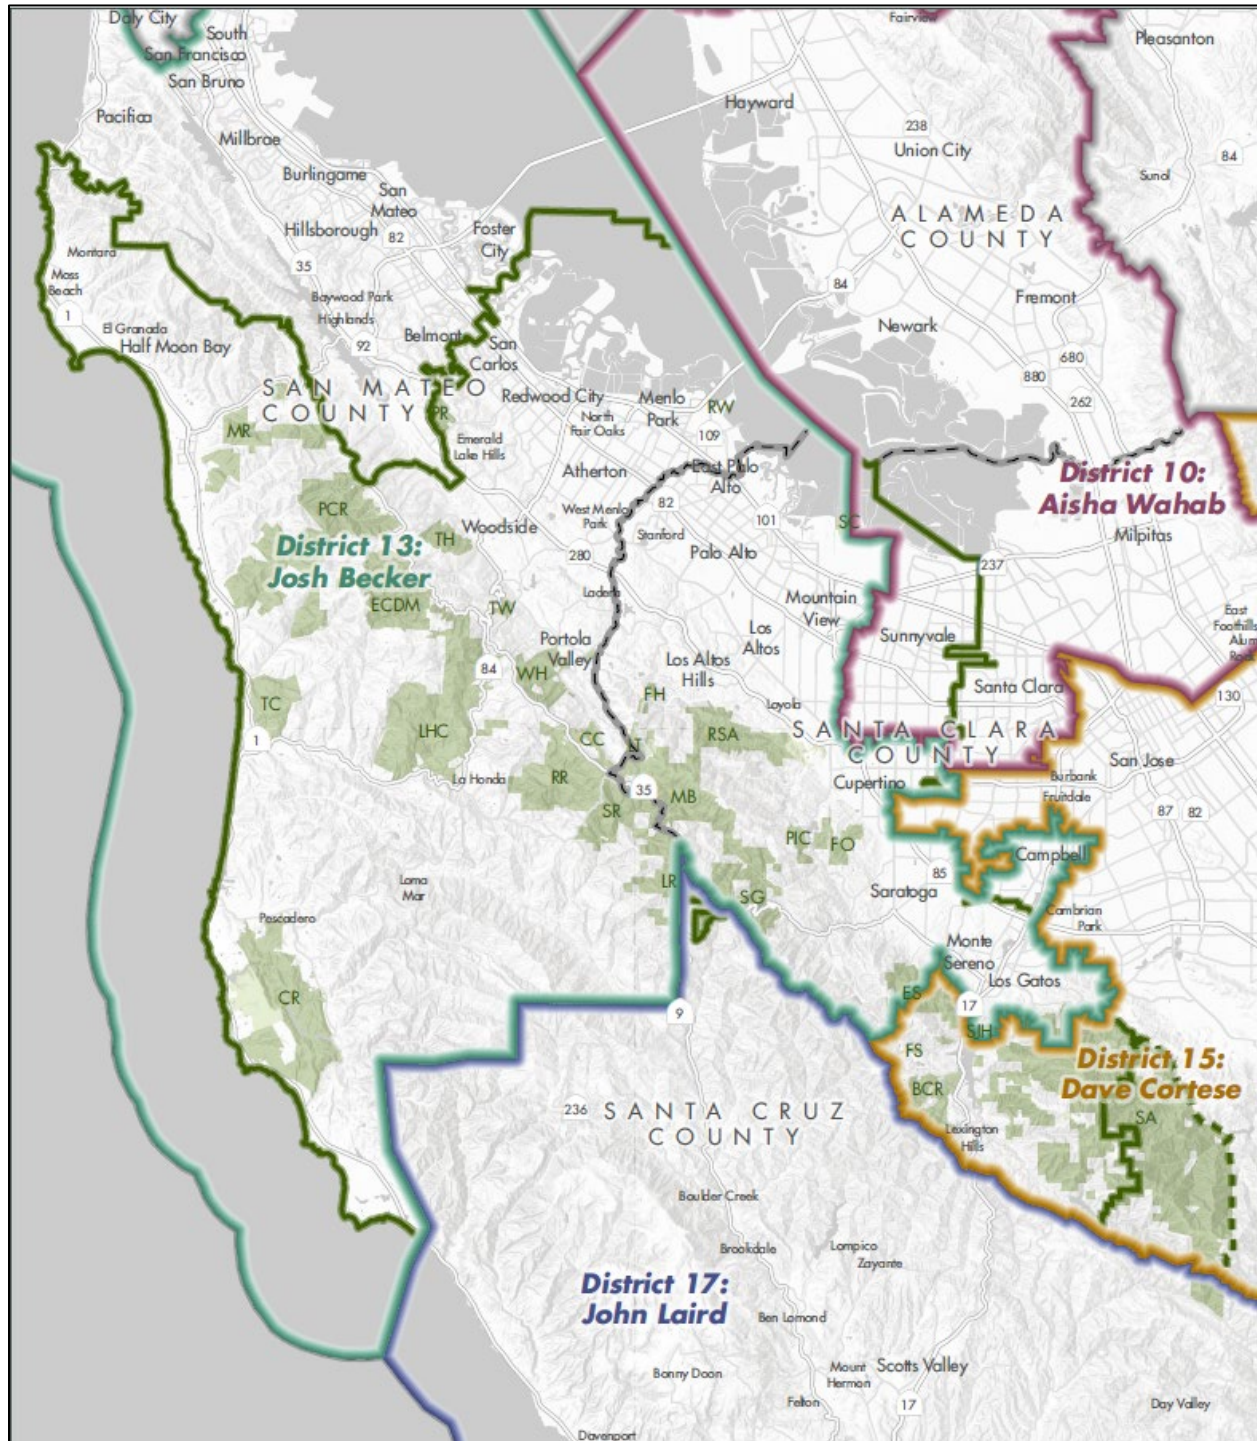 Daly City
South
San Francisco
San Bruno
Pacifica
Millbrae
Burlingame
San
Mateo
Hillsborough
82
Foster
City
35
Montara
Moss
Beach
1
El Granada
Half Moon Bay
Baywood Park
Highlands
92
Belmont
San
Carlos
SAN MATEO
COUNTY
Redwood City
North
Fair Oaks
Menlo
Park
RW
109
PR
MR
Emerald
Lake Hills
Atherton
East Palo
Alto
Fairview
Pleasanton
Hayward
238
Union City
84
Sunol
ALAMEDA
COUNTY
84
Fremont
Newark
680
880
262
District 10:
Aisha Wahab
Milpitas
237
PCR
TH
Woodside
West Menlo
Park
82
Stanford
101
SC
280
Palo Alto
District 13:
Josh Becker
ECDM
TW
Ladera
Mountain
View
Sunnyvale
East
Foothills
Alum
Rock
Portola
Valley
Los
Altos
Los Altos
Hills
84
WH
FH
Loyola
Santa Clara
130
TC
LHC
CC
LT
RSA
SANTA CLARA
COUNTY
1
La Honda
RR
35
MB
SR
Cupertino
Burbank
Fruitdale
San Jose
87
82
PIC
FO
Campbell
Loma
Mar
LR
SG
85
Saratoga
Pescadero
Cambrian
Park
Monte
Sereno
Los Gatos
CR
9
ES
17
SJH
FS
BCR
District 15:
Dave Cortese
SA
Lexington
Hills
236
SANTA CRUZ
COUNTY
Boulder Creek
Brookdale
Lompico
Zayante
District 17:
John Laird
Ben Lomond
Bonny Doon
Mount
Hermon
Scotts Valley
Felton
17
Day Valley
Davenport